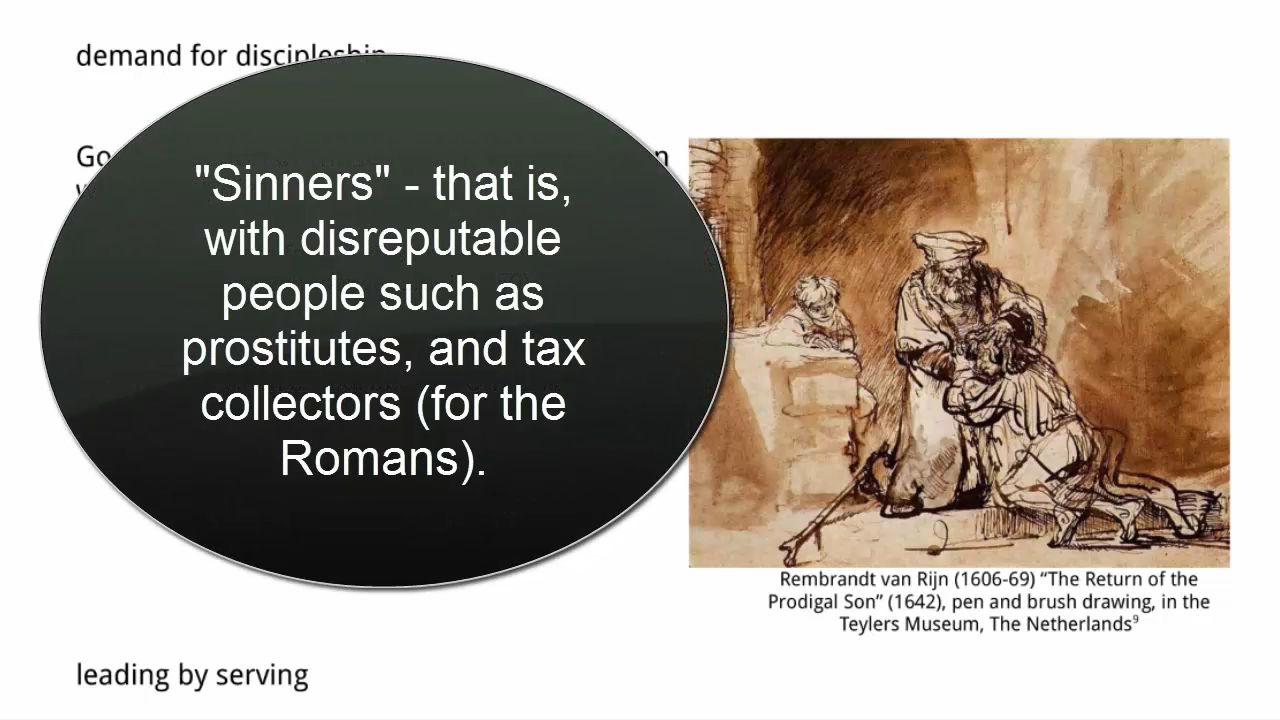 demand for discipleship
"Sinners" - that is,
with disreputable
people such as
prostitutes, and tax
collectors (for the
Romans).
Rembrandt van Rijn (1606-69) “The Return of the
Prodigal Son” (1642), pen and brush drawing, in the
Teylers Museum, The Netherlands⁹
leading by serving